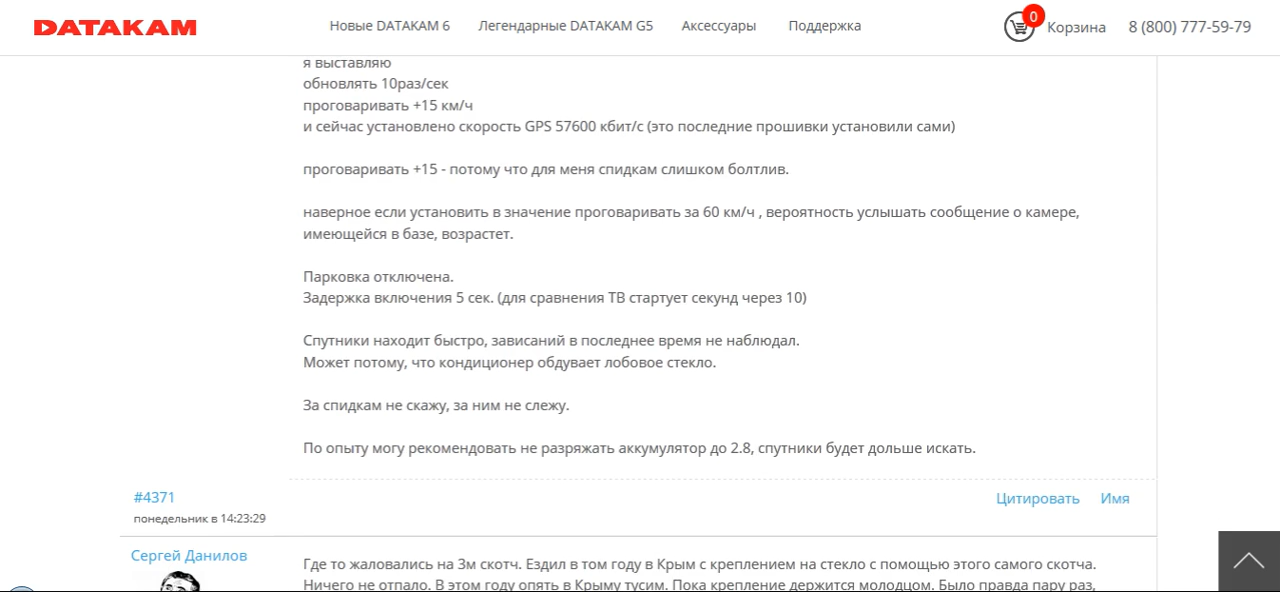 DATAKAM
Новые DATAKAM 6
Легендарные DATAKAM G5
Аксессуары
Поддержка
0
Корзина
8 (800) 777-59-79
я выставляю
обновлять 10раз/сек
проговаривать +15 км/ч
и сейчас установлено скорость GPS 57600 кбит/с (это последние прошивки установили сами)
проговаривать +15 - потому что для меня спидкам слишком болтлив.
наверное если установить в значение проговаривать за 60 км/ч , вероятность услышать сообщение о камере,
имеющейся в базе, возрастет.
Парковка отключена.
Задержка включения 5 сек. (для сравнения ТВ стартует секунд через 10)
Спутники находит быстро, зависаний в последнее время не наблюдал.
Может потому, что кондиционер обдувает лобовое стекло.
За спидкам не скажу, за ним не слежу.
По опыту могу рекомендовать не разряжать аккумулятор до 2.8, спутники будет дольше искать.
#4371
Цитировать
Имя
понедельник в 14:23:29
Сергей Данилов
Где то жаловались на 3м скотч. Ездил в том году в Крым с крепление на стекло с помощью этого самого скотча.
Ничего не отпало. В этом году опять в Крыму тусим. Пока крепление держится молодцом. Было правда пару раз,